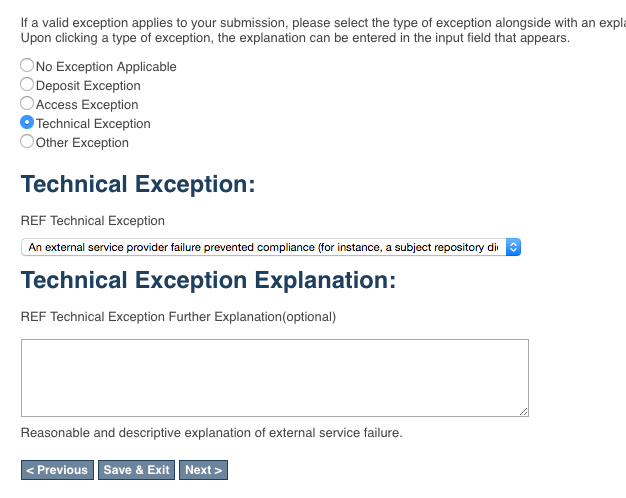 If a valid exception applies to your submission, please select the type of exception alongside with an
Upon clicking a type of exception, the explanation can be entered in the input field that appears.
No Exception Applicable
Deposit Exception
Access Exception
Technical Exception
Other Exception
Technical Exception:
REF Technical Exception
An external service provider failure prevented compliance (for instance, a subject repository
Technical Exception Explanation:
REF Technical Exception Further Explanation(optional)
Reasonable and descriptive explanation of external service failure.
< Previous Save & Exit Next >